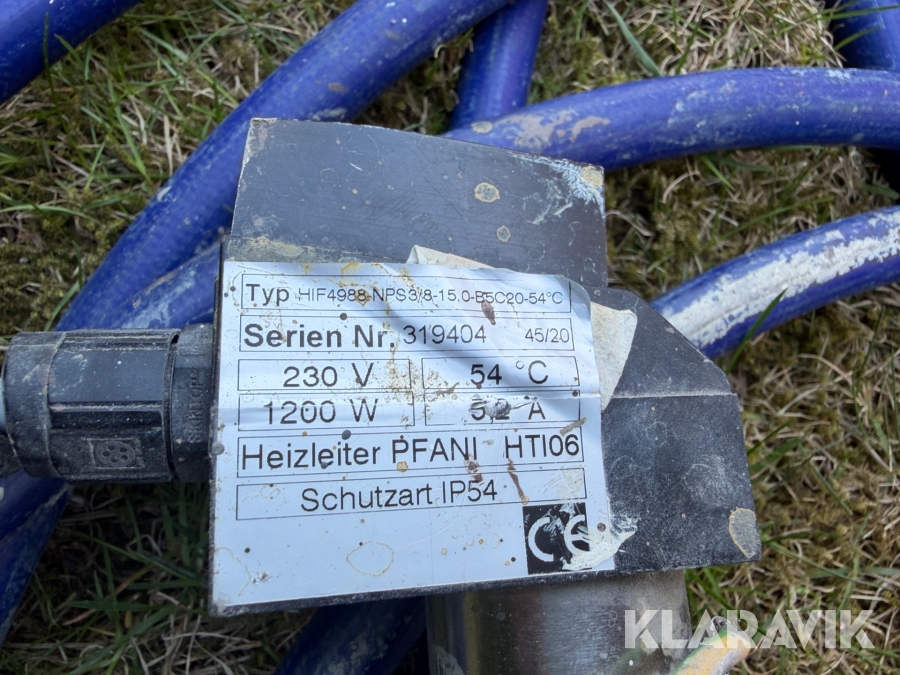 Typ HIF4988-NPS3/8-15,0-B5C20-54°C
Serien Nr. 319404 45/20
230 V 54 °C
1200 W 5,2 A
Heizleiter PFANI HTI06
Schutzart IP54
CE
KLARAVIK